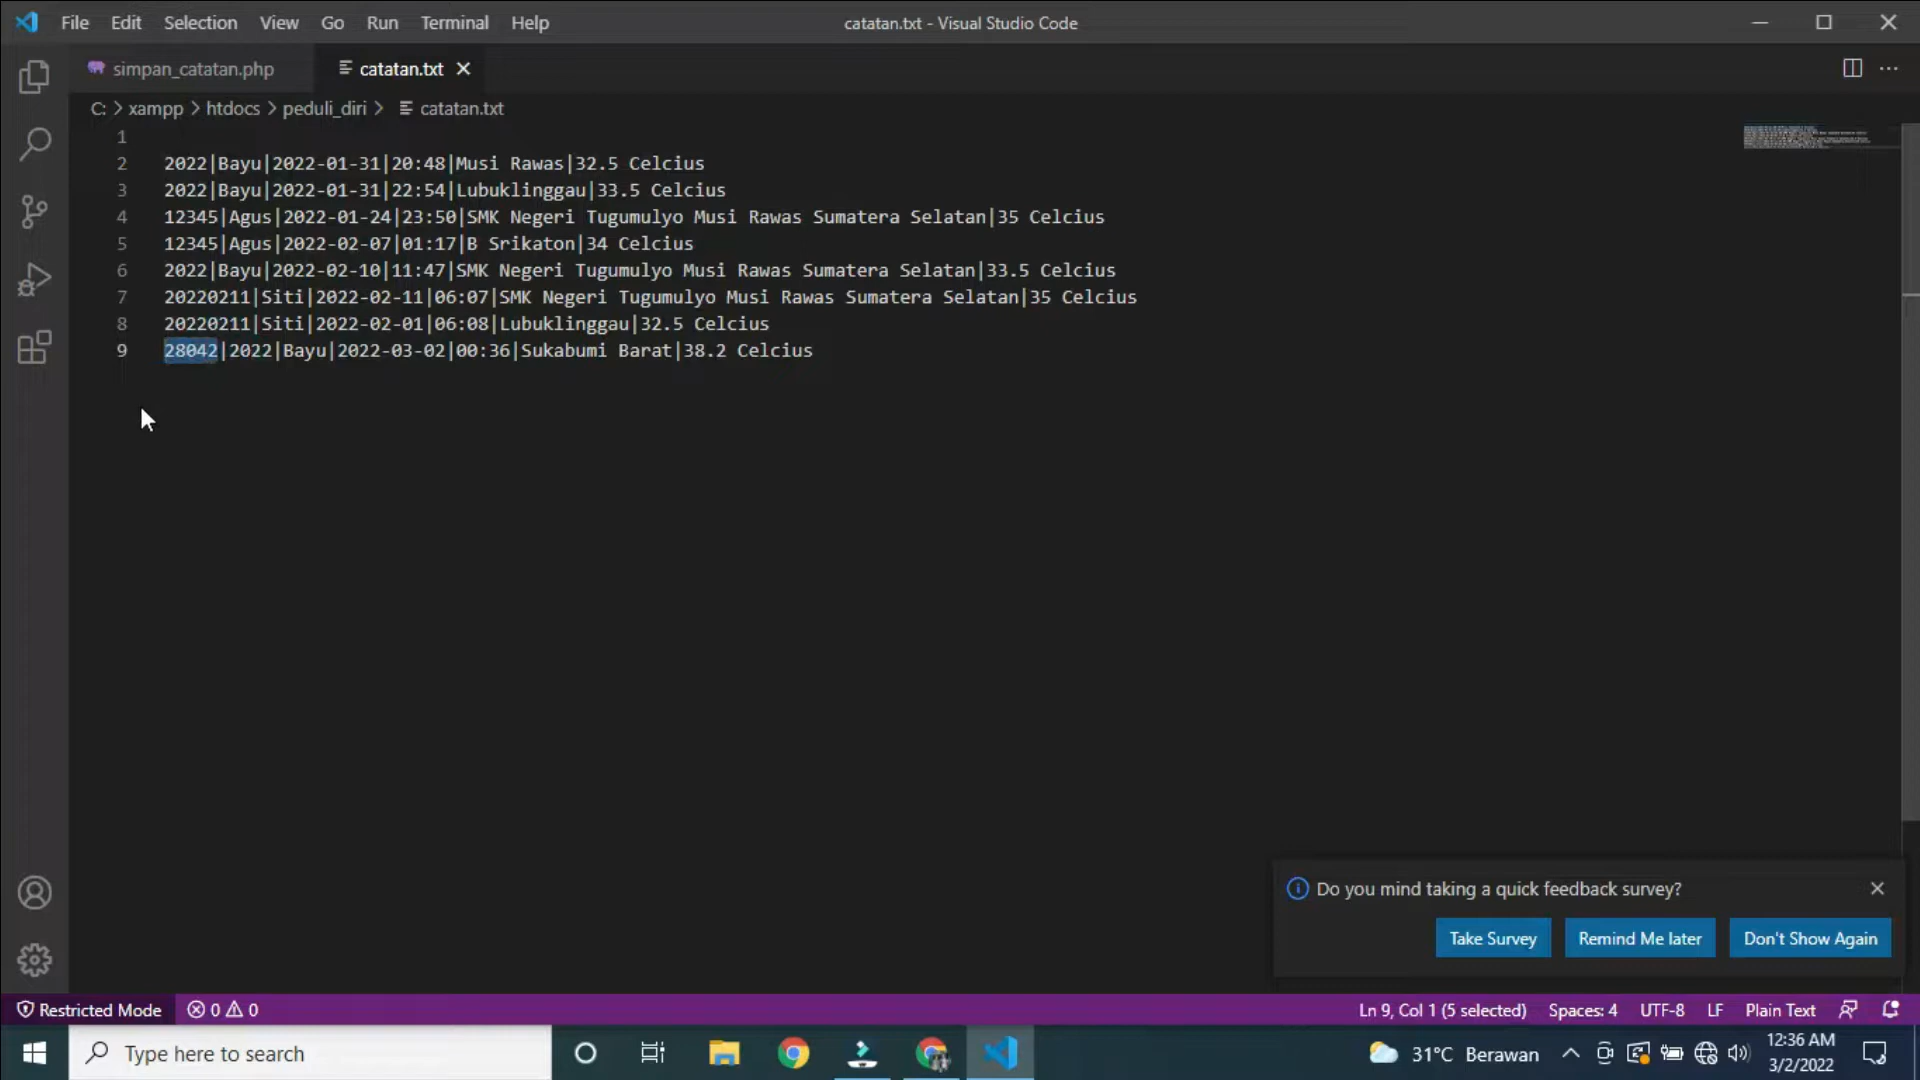 File Edit Selection View Go Run Terminal Help
catatan.txt - Visual Studio Code
simpan_catatan.php
catatan.txt
C: > xampp > htdocs > peduli_diri > catatan.txt
1
2 2022|Bayu|2022-01-31|20:48|Musi Rawas|32.5 Celcius
3 2022|Bayu|2022-01-31|22:54|Lubuklinggau|33.5 Celcius
4 12345|Agus|2022-01-24|23:50|SMK Negeri Tugumulyo Musi Rawas Sumatera Selatan|35 Celcius
5 12345|Agus|2022-02-07|01:17|B Srikaton|34 Celcius
6 2022|Bayu|2022-02-10|11:47|SMK Negeri Tugumulyo Musi Rawas Sumatera Selatan|33.5 Celcius
7 20220211|Siti|2022-02-11|06:07|SMK Negeri Tugumulyo Musi Rawas Sumatera Selatan|35 Celcius
8 20220211|Siti|2022-02-01|06:08|Lubuklinggau|32.5 Celcius
9 28042|2022|Bayu|2022-03-02|00:36|Sukabumi Barat|38.2 Celcius
Do you mind taking a quick feedback survey?
Take Survey
Remind Me later
Don't Show Again
Restricted Mode
0 0
Ln 9, Col 1 (5 selected)
Spaces: 4
UTF-8
LF
Plain Text
Type here to search
31°C Berawan
12:36 AM
3/2/2022